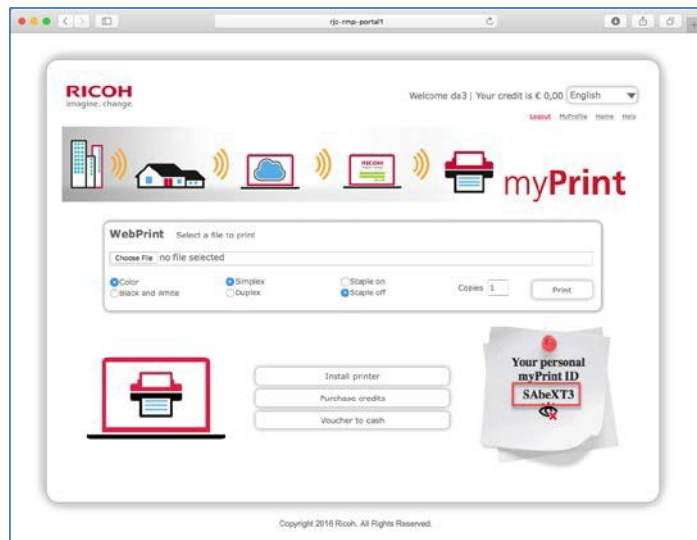 rjo-rmp-portal1
RICOH
imagine. change.
Welcome da3 | Your credit is € 0,00 English
Logout MyProfile Home Help
RICOH
myPrint
WebPrint Select a file to print
Choose File no file selected
Color Simplex Staple on
Black and White Duplex Staple off
Copies 1 Print
Install printer
Purchase credits
Voucher to cash
Your personal
myPrint ID
SAbeXT3
Copyright 2016 Ricoh. All Rights Reserved.